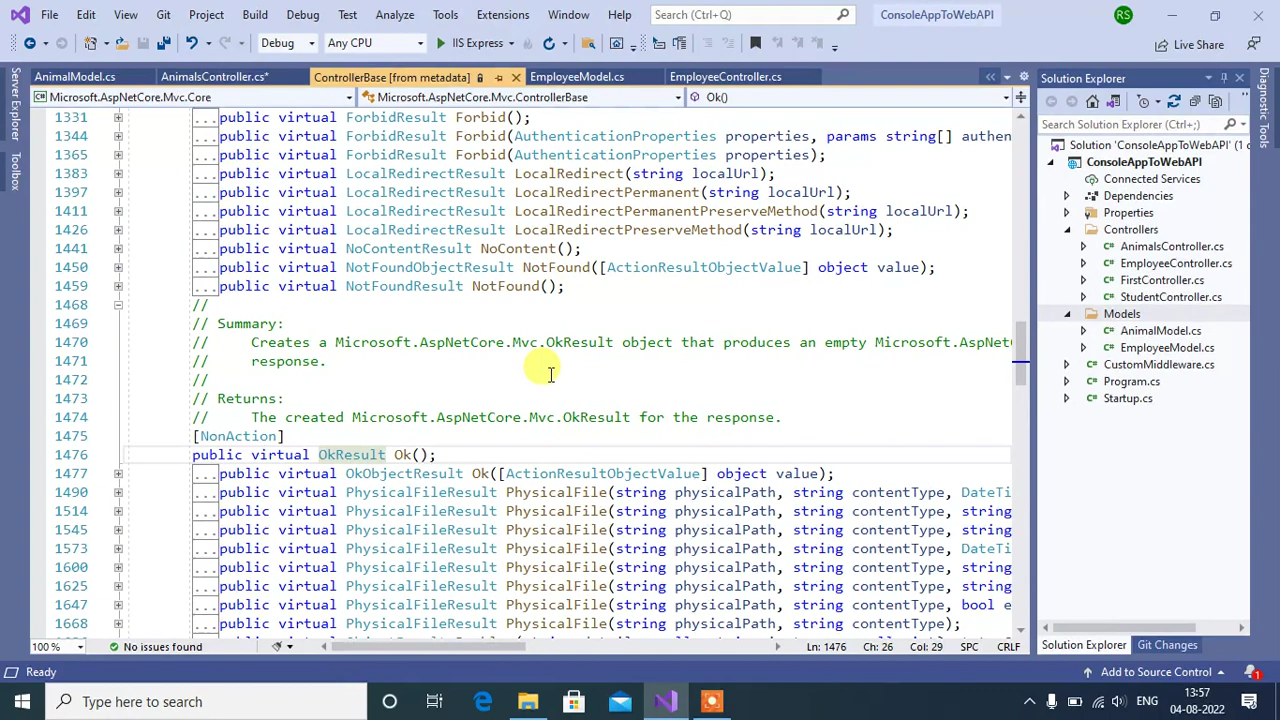 File Edit View Git Project Build Debug Test Analyze Tools Extensions Window Help Search (Ctrl+Q) ConsoleAppToWebAPI RS
Debug Any CPU IIS Express Live Share
AnimalModel.cs AnimalsController.cs* ControllerBase [from metadata] EmployeeModel.cs EmployeeController.cs
Microsoft.AspNetCore.Mvc.Core Microsoft.AspNetCore.Mvc.ControllerBase Ok()
Server Explorer
Toolbox
1331 ... public virtual ForbidResult Forbid();
1344 ... public virtual ForbidResult Forbid(AuthenticationProperties properties, params string[] authen
1365 ... public virtual ForbidResult Forbid(AuthenticationProperties properties);
1383 ... public virtual LocalRedirectResult LocalRedirect(string localUrl);
1397 ... public virtual LocalRedirectResult LocalRedirectPermanent(string localUrl);
1411 ... public virtual LocalRedirectResult LocalRedirectPermanentPreserveMethod(string localUrl);
1426 ... public virtual LocalRedirectResult LocalRedirectPreserveMethod(string localUrl);
1441 ... public virtual NoContentResult NoContent();
1450 ... public virtual NotFoundObjectResult NotFound([ActionResultObjectValue] object value);
1459 ... public virtual NotFoundResult NotFound();
1468 //
1469 // Summary:
1470 // Creates a Microsoft.AspNetCore.Mvc.OkResult object that produces an empty Microsoft.AspNetC
1471 // response.
1472 //
1473 // Returns:
1474 // The created Microsoft.AspNetCore.Mvc.OkResult for the response.
1475 [NonAction]
1476 public virtual OkResult Ok();
1477 ... public virtual OkObjectResult Ok([ActionResultObjectValue] object value);
1490 ... public virtual PhysicalFileResult PhysicalFile(string physicalPath, string contentType, DateTi
1514 ... public virtual PhysicalFileResult PhysicalFile(string physicalPath, string contentType, string
1545 ... public virtual PhysicalFileResult PhysicalFile(string physicalPath, string contentType, string
1573 ... public virtual PhysicalFileResult PhysicalFile(string physicalPath, string contentType, DateTi
1604 ... public virtual PhysicalFileResult PhysicalFile(string physicalPath, string contentType, string
1625 ... public virtual PhysicalFileResult PhysicalFile(string physicalPath, string contentType, string
1647 ... public virtual PhysicalFileResult PhysicalFile(string physicalPath, string contentType, bool e
1668 ... public virtual PhysicalFileResult PhysicalFile(string physicalPath, string contentType);
100 % No issues found Ln: 1476 Ch: 26 Col: 29 SPC CRLF
Solution Explorer
Search Solution Explorer (Ctrl+;)
Solution 'ConsoleAppToWebAPI' (1 o
ConsoleAppToWebAPI
Connected Services
Dependencies
Properties
Controllers
AnimalsController.cs
EmployeeController.cs
FirstController.cs
StudentController.cs
Models
AnimalModel.cs
EmployeeModel.cs
CustomMiddleware.cs
Program.cs
Startup.cs
Solution Explorer Git Changes
Diagnostic Tools
Ready Add to Source Control 1
Type here to search ENG 13:57
04-08-2022